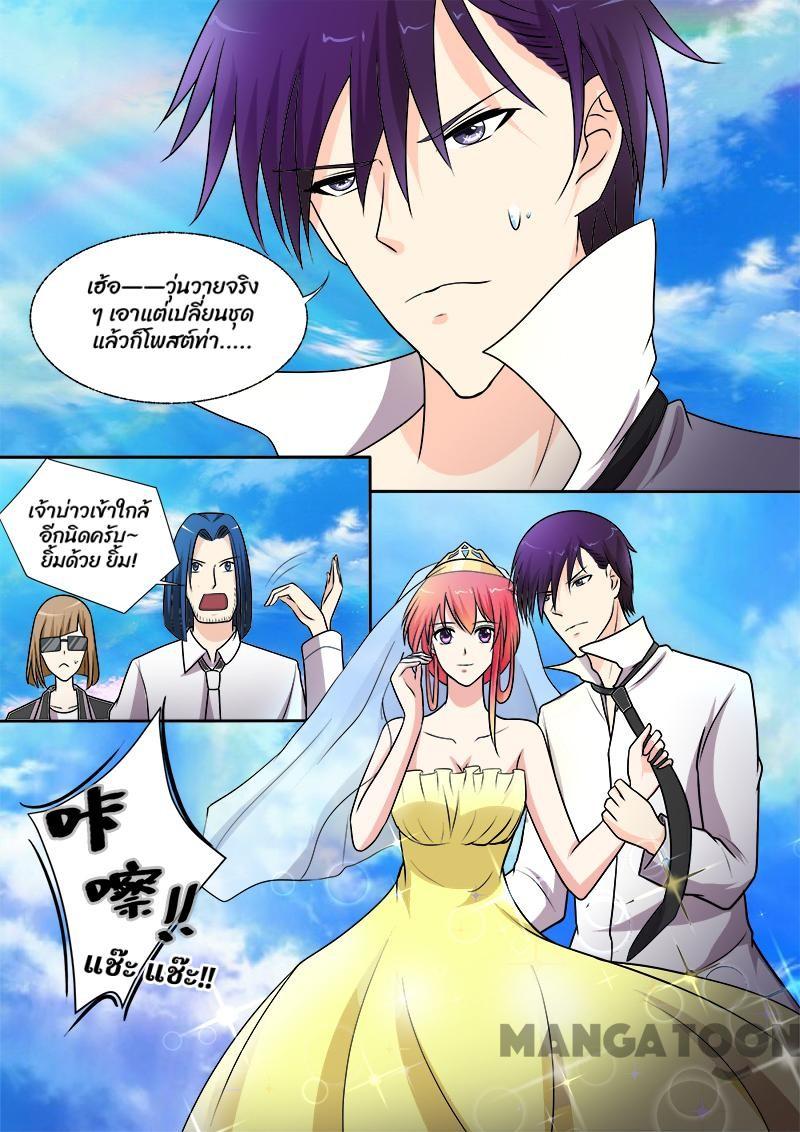 เฮ้อ——วุ่นวายจริง
ๆ เอาแต่เปลี่ยนชุด
แล้วก็โพสต์ท่า.....
เจ้าบ่าวเข้าใกล้
อีกนิดครับ~
ยิ้มด้วย ยิ้ม!
咔
嚓!!
แช๊ะ แช๊ะ!!
MANGATOON